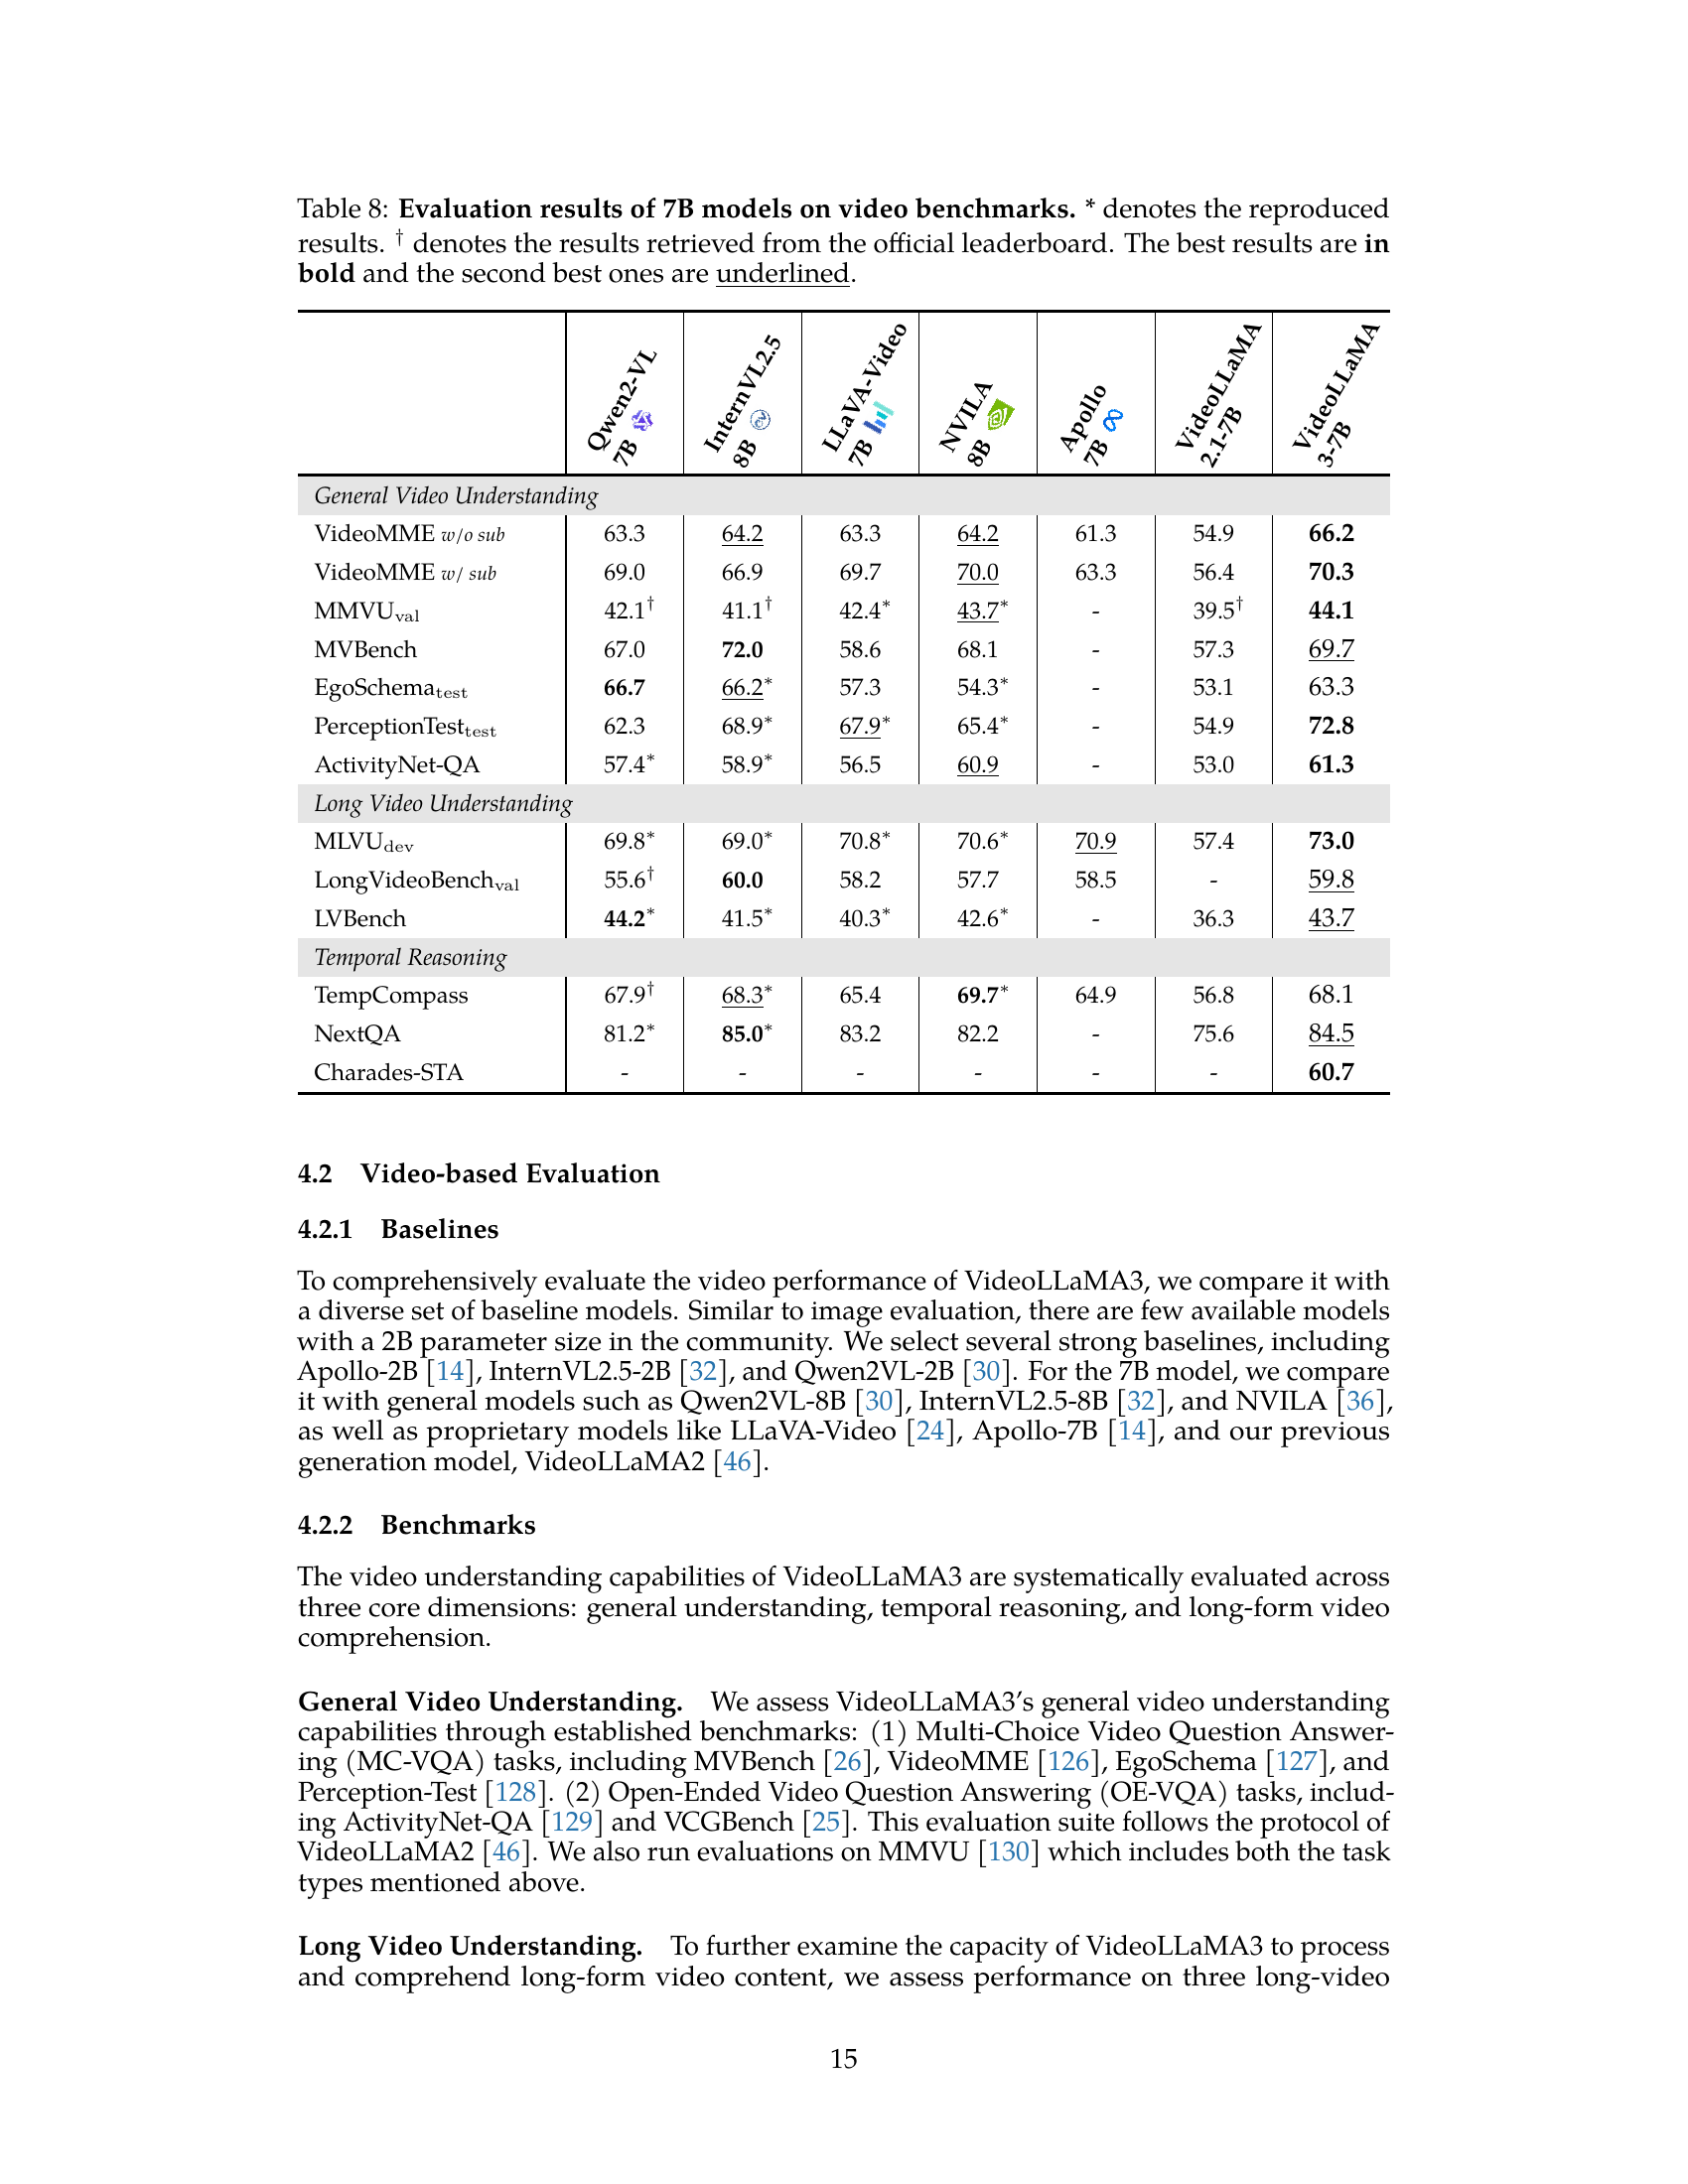 Table 8: Evaluation results of 7B models on video benchmarks. * denotes the reproduced
results. † denotes the results retrieved from the official leaderboard. The best results are in
bold and the second best ones are underlined.
Qwen2-VL 7B InternVL2.5 8B LLaVA-Video 7B NVILA 8B Apollo 7B VideoLLaMA 2.1-7B VideoLLaMA 3-7B
General Video Understanding
VideoMME w/o sub 63.3 64.2 63.3 64.2 61.3 54.9 66.2
VideoMME w/ sub 69.0 66.9 69.7 70.0 63.3 56.4 70.3
MMVUval 42.1† 41.1† 42.4* 43.7* - 39.5† 44.1
MVBench 67.0 72.0 58.6 68.1 - 57.3 69.7
EgoSchematest 66.7 66.2* 57.3 54.3* - 53.1 63.3
PerceptionTesttest 62.3 68.9* 67.9* 65.4* - 54.9 72.8
ActivityNet-QA 57.4* 58.9* 56.5 60.9 - 53.0 61.3
Long Video Understanding
MLVUdev 69.8* 69.0* 70.8* 70.6* 70.9 57.4 73.0
LongVideoBenchval 55.6† 60.0 58.2 57.7 58.5 - 59.8
LVBench 44.2* 41.5* 40.3* 42.6* - 36.3 43.7
Temporal Reasoning
TempCompass 67.9† 68.3* 65.4 69.7* 64.9 56.8 68.1
NextQA 81.2* 85.0* 83.2 82.2 - 75.6 84.5
Charades-STA - - - - - - 60.7
4.2 Video-based Evaluation
4.2.1 Baselines
To comprehensively evaluate the video performance of VideoLLaMA3, we compare it with
a diverse set of baseline models. Similar to image evaluation, there are few available models
with a 2B parameter size in the community. We select several strong baselines, including
Apollo-2B [14], InternVL2.5-2B [32], and Qwen2VL-2B [30]. For the 7B model, we compare
it with general models such as Qwen2VL-8B [30], InternVL2.5-8B [32], and NVILA [36],
as well as proprietary models like LLaVA-Video [24], Apollo-7B [14], and our previous
generation model, VideoLLaMA2 [46].
4.2.2 Benchmarks
The video understanding capabilities of VideoLLaMA3 are systematically evaluated across
three core dimensions: general understanding, temporal reasoning, and long-form video
comprehension.
General Video Understanding. We assess VideoLLaMA3's general video understanding
capabilities through established benchmarks: (1) Multi-Choice Video Question Answer-
ing (MC-VQA) tasks, including MVBench [26], VideoMME [126], EgoSchema [127], and
Perception-Test [128]. (2) Open-Ended Video Question Answering (OE-VQA) tasks, includ-
ing ActivityNet-QA [129] and VCGBench [25]. This evaluation suite follows the protocol of
VideoLLaMA2 [46]. We also run evaluations on MMVU [130] which includes both the task
types mentioned above.
Long Video Understanding. To further examine the capacity of VideoLLaMA3 to process
and comprehend long-form video content, we assess performance on three long-video
15